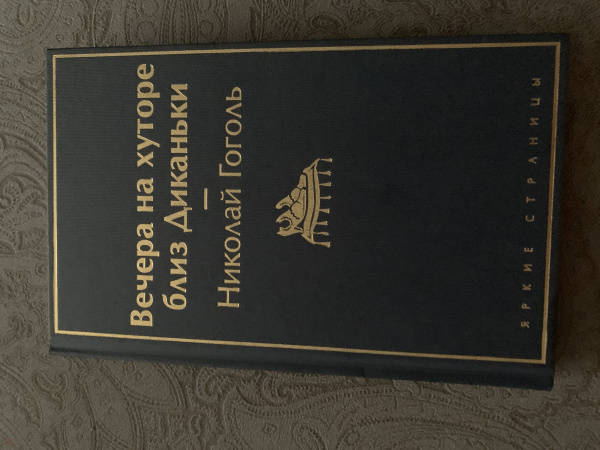 Вечера на хуторе
близ Диканьки
Николай Гоголь
ЯРКИЕ СТРАНИЦЫ